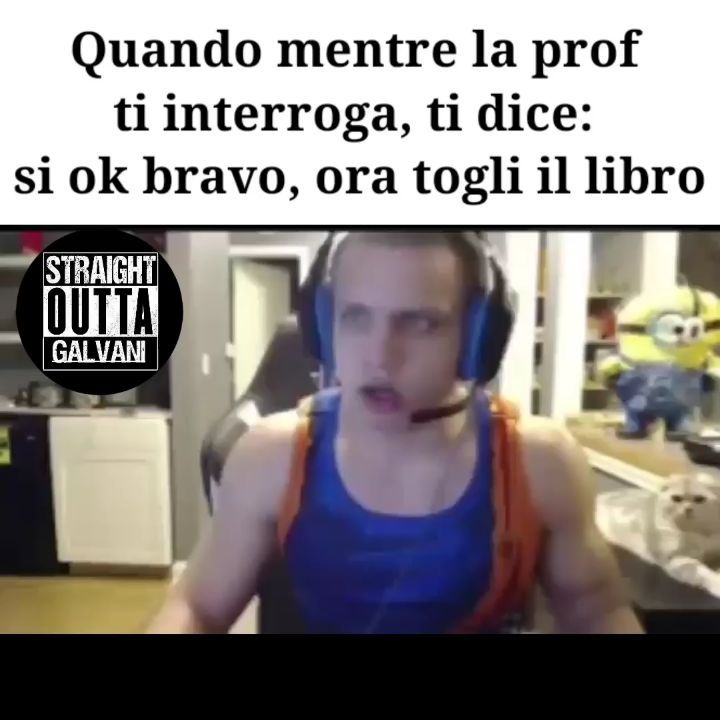 Quando mentre la prof
ti interroga, ti dice:
si ok bravo, ora togli il libro
STRAIGHT
OUTTA
GALVANI